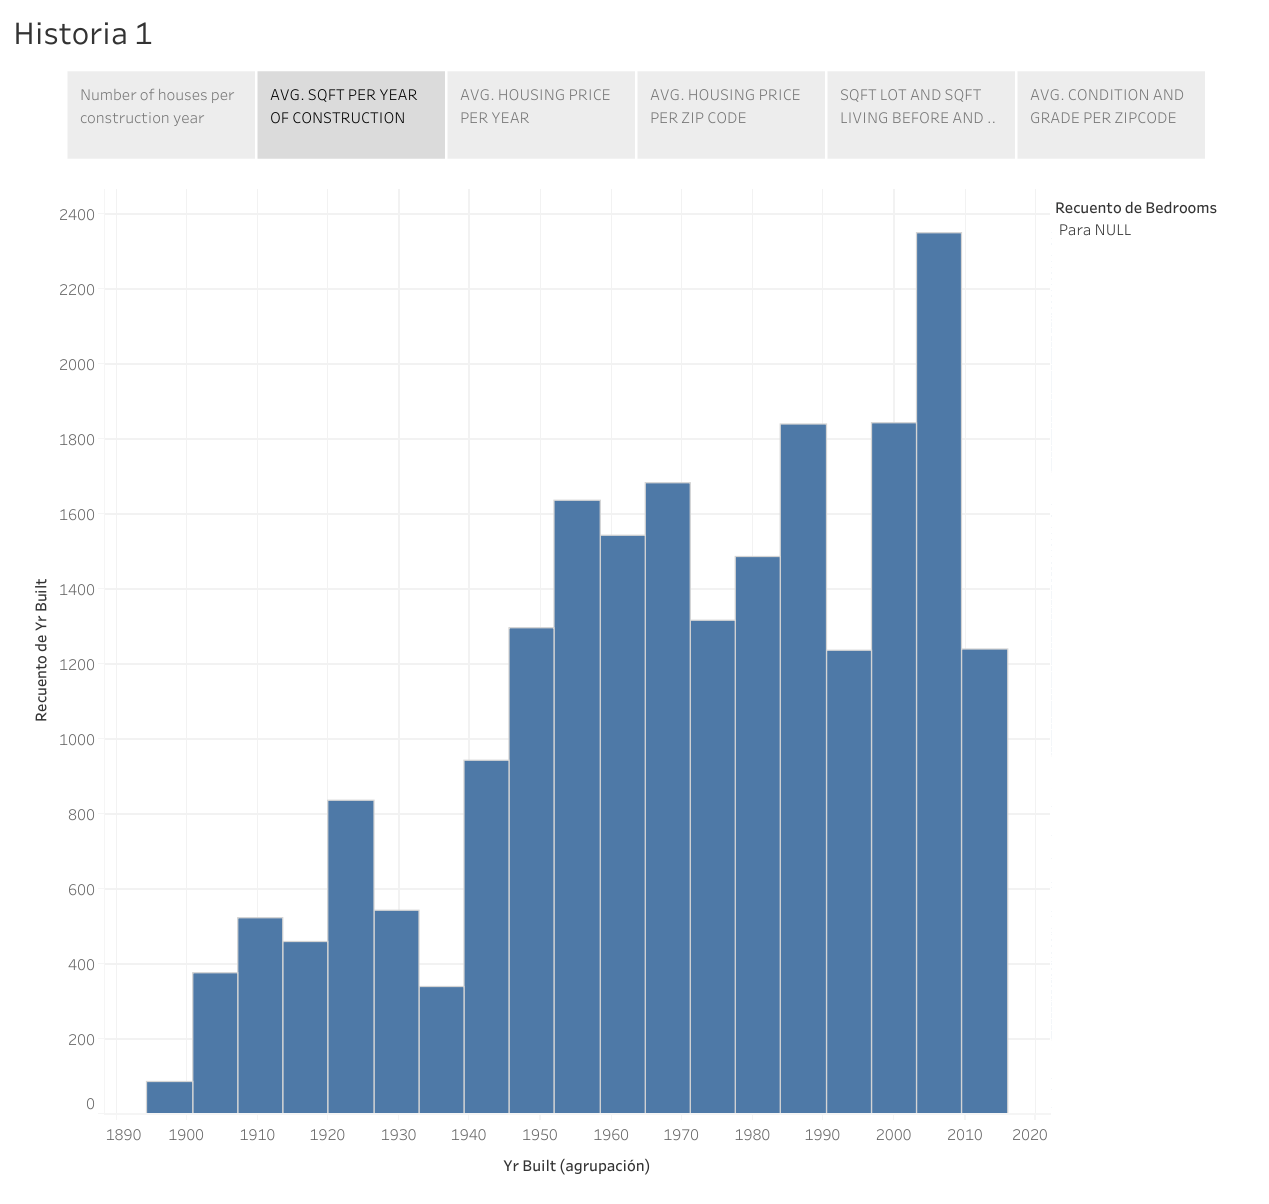 Historia 1
Number of houses per
construction year
AVG. SQFT PER YEAR
OF CONSTRUCTION
AVG. HOUSING PRICE
PER YEAR
AVG. HOUSING PRICE
PER ZIP CODE
SQFT LOT AND SQFT
LIVING BEFORE AND ..
AVG. CONDITION AND
GRADE PER ZIPCODE
Recuento de Bedrooms
Para NULL
Recuento de Yr Built
2400
2200
2000
1800
1600
1400
1200
1000
800
600
400
200
0
1890 1900 1910 1920 1930 1940 1950 1960 1970 1980 1990 2000 2010 2020
Yr Built (agrupación)